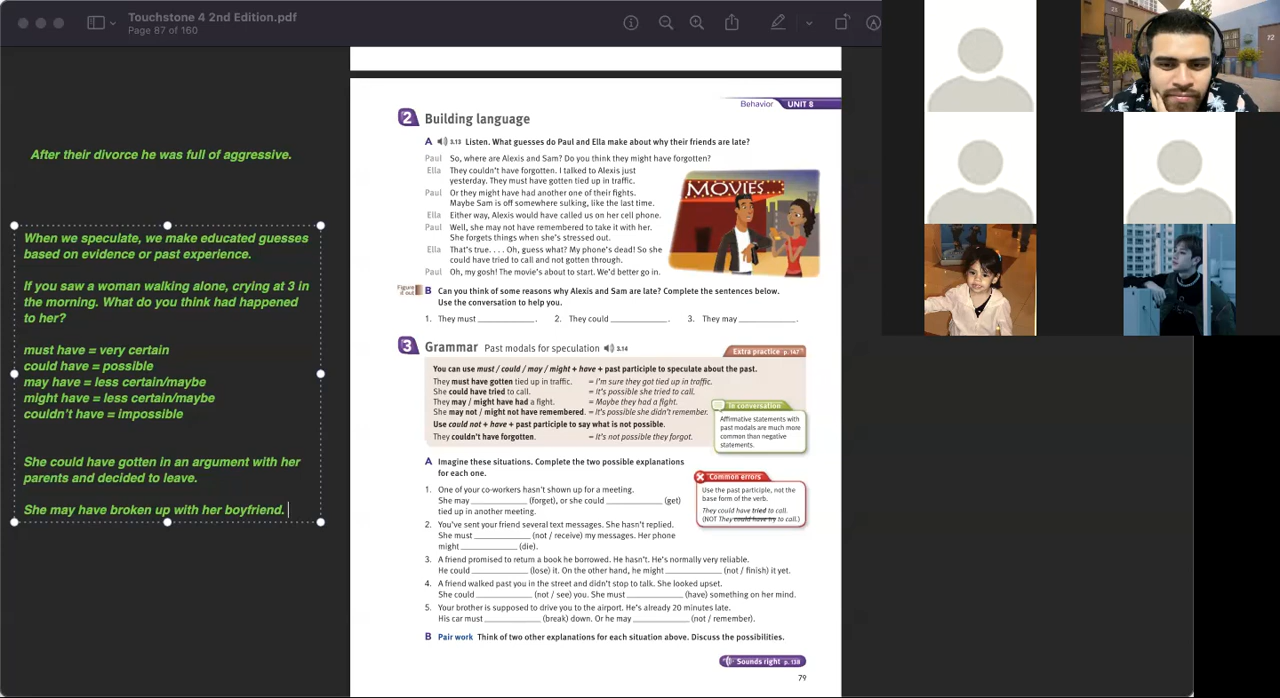 Touchstone 4 2nd Edition.pdf
Page 87 of 160
After their divorce he was full of aggressive.
When we speculate, we make educated guesses
based on evidence or past experience.
If you saw a woman walking alone, crying at 3 in
the morning. What do you think had happened
to her?
must have = very certain
could have = possible
may have = less certain/maybe
might have = less certain/maybe
couldn't have = impossible
She could have gotten in an argument with her
parents and decided to leave.
She may have broken up with her boyfriend.
Behavior UNIT 8
2 Building language
A 3.13 Listen. What guesses do Paul and Ella make about why their friends are late?
Paul So, where are Alexis and Sam? Do you think they might have forgotten?
Ella They couldn't have forgotten. I talked to Alexis just
yesterday. They must have gotten tied up in traffic.
Paul Or they might have had another one of their fights.
Maybe Sam is off somewhere sulking, like the last time.
Ella Either way, Alexis would have called us on her cell phone.
Paul Well, she may not have remembered to take it with her.
She forgets things when she's stressed out.
Ella That's true. . . . Oh, guess what? My phone's dead! So she
could have tried to call and not gotten through.
Paul Oh, my gosh! The movie's about to start. We'd better go in.
MOVIES
Figure it out
B Can you think of some reasons why Alexis and Sam are late? Complete the sentences below.
Use the conversation to help you.
1. They must ____________ . 2. They could ____________ . 3. They may ____________ .
3 Grammar Past modals for speculation 3.14
Extra practice p. 147
You can use must / could / may / might + have + past participle to speculate about the past.
They must have gotten tied up in traffic. = I'm sure they got tied up in traffic.
She could have tried to call. = It's possible she tried to call.
They may / might have had a fight. = Maybe they had a fight.
She may not / might not have remembered. = It's possible she didn't remember.
Use could not + have + past participle to say what is not possible.
They couldn't have forgotten. = It's not possible they forgot.
In conversation
Affirmative statements with
past modals are much more
common than negative
statements.
A Imagine these situations. Complete the two possible explanations
for each one.
1. One of your co-workers hasn't shown up for a meeting.
She may ____________ (forget), or she could ____________ (get)
tied up in another meeting.
2. You've sent your friend several text messages. She hasn't replied.
She must ____________ (not / receive) my messages. Her phone
might ____________ (die).
3. A friend promised to return a book he borrowed. He hasn't. He's normally very reliable.
He could ____________ (lose) it. On the other hand, he might ____________ (not / finish) it yet.
4. A friend walked past you in the street and didn't stop to talk. She looked upset.
She could ____________ (not / see) you. She must ____________ (have) something on her mind.
5. Your brother is supposed to drive you to the airport. He's already 20 minutes late.
His car must ____________ (break) down. Or he may ____________ (not / remember).
Common errors
Use the past participle, not the
base form of the verb.
They could have tried to call.
(NOT They could have try to call.)
B Pair work Think of two other explanations for each situation above. Discuss the possibilities.
Sounds right p. 138
79
72